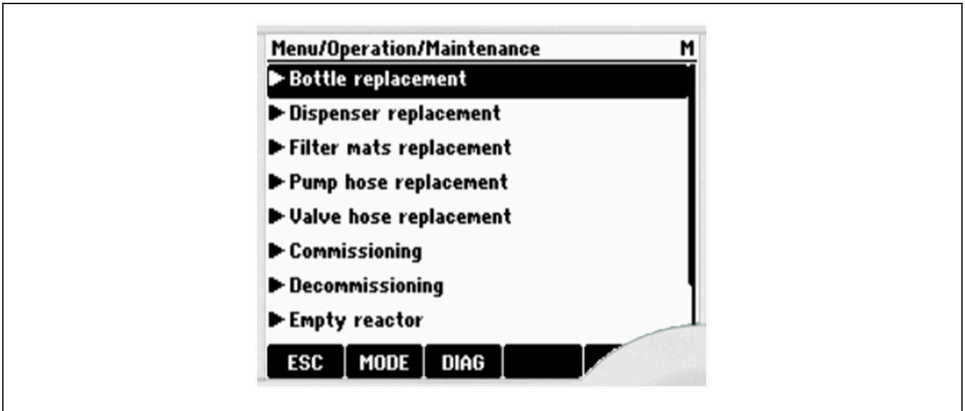 Menu/Operation/Maintenance M
Bottle replacement
Dispenser replacement
Filter mats replacement
Pump hose replacement
Valve hose replacement
Commissioning
Decommissioning
Empty reactor
ESC MODE DIAG